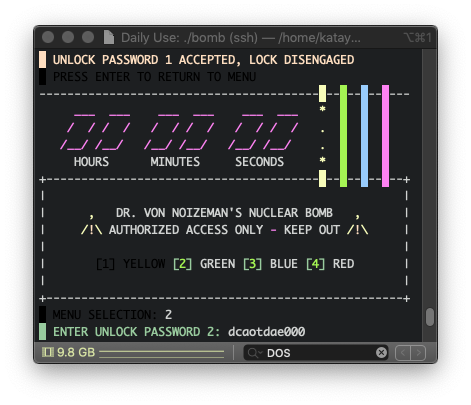 Daily Use: ./bomb (ssh) — /home/katay... ⌥⌘1
UNLOCK PASSWORD 1 ACCEPTED, LOCK DISENGAGED
PRESS ENTER TO RETURN TO MENU
HOURS MINUTES SECONDS
, DR. VON NOIZEMAN'S NUCLEAR BOMB ,
/!\ AUTHORIZED ACCESS ONLY - KEEP OUT /!\
[1] YELLOW [2] GREEN [3] BLUE [4] RED
MENU SELECTION: 2
ENTER UNLOCK PASSWORD 2: dcaotdae000
9.8 GB DOS